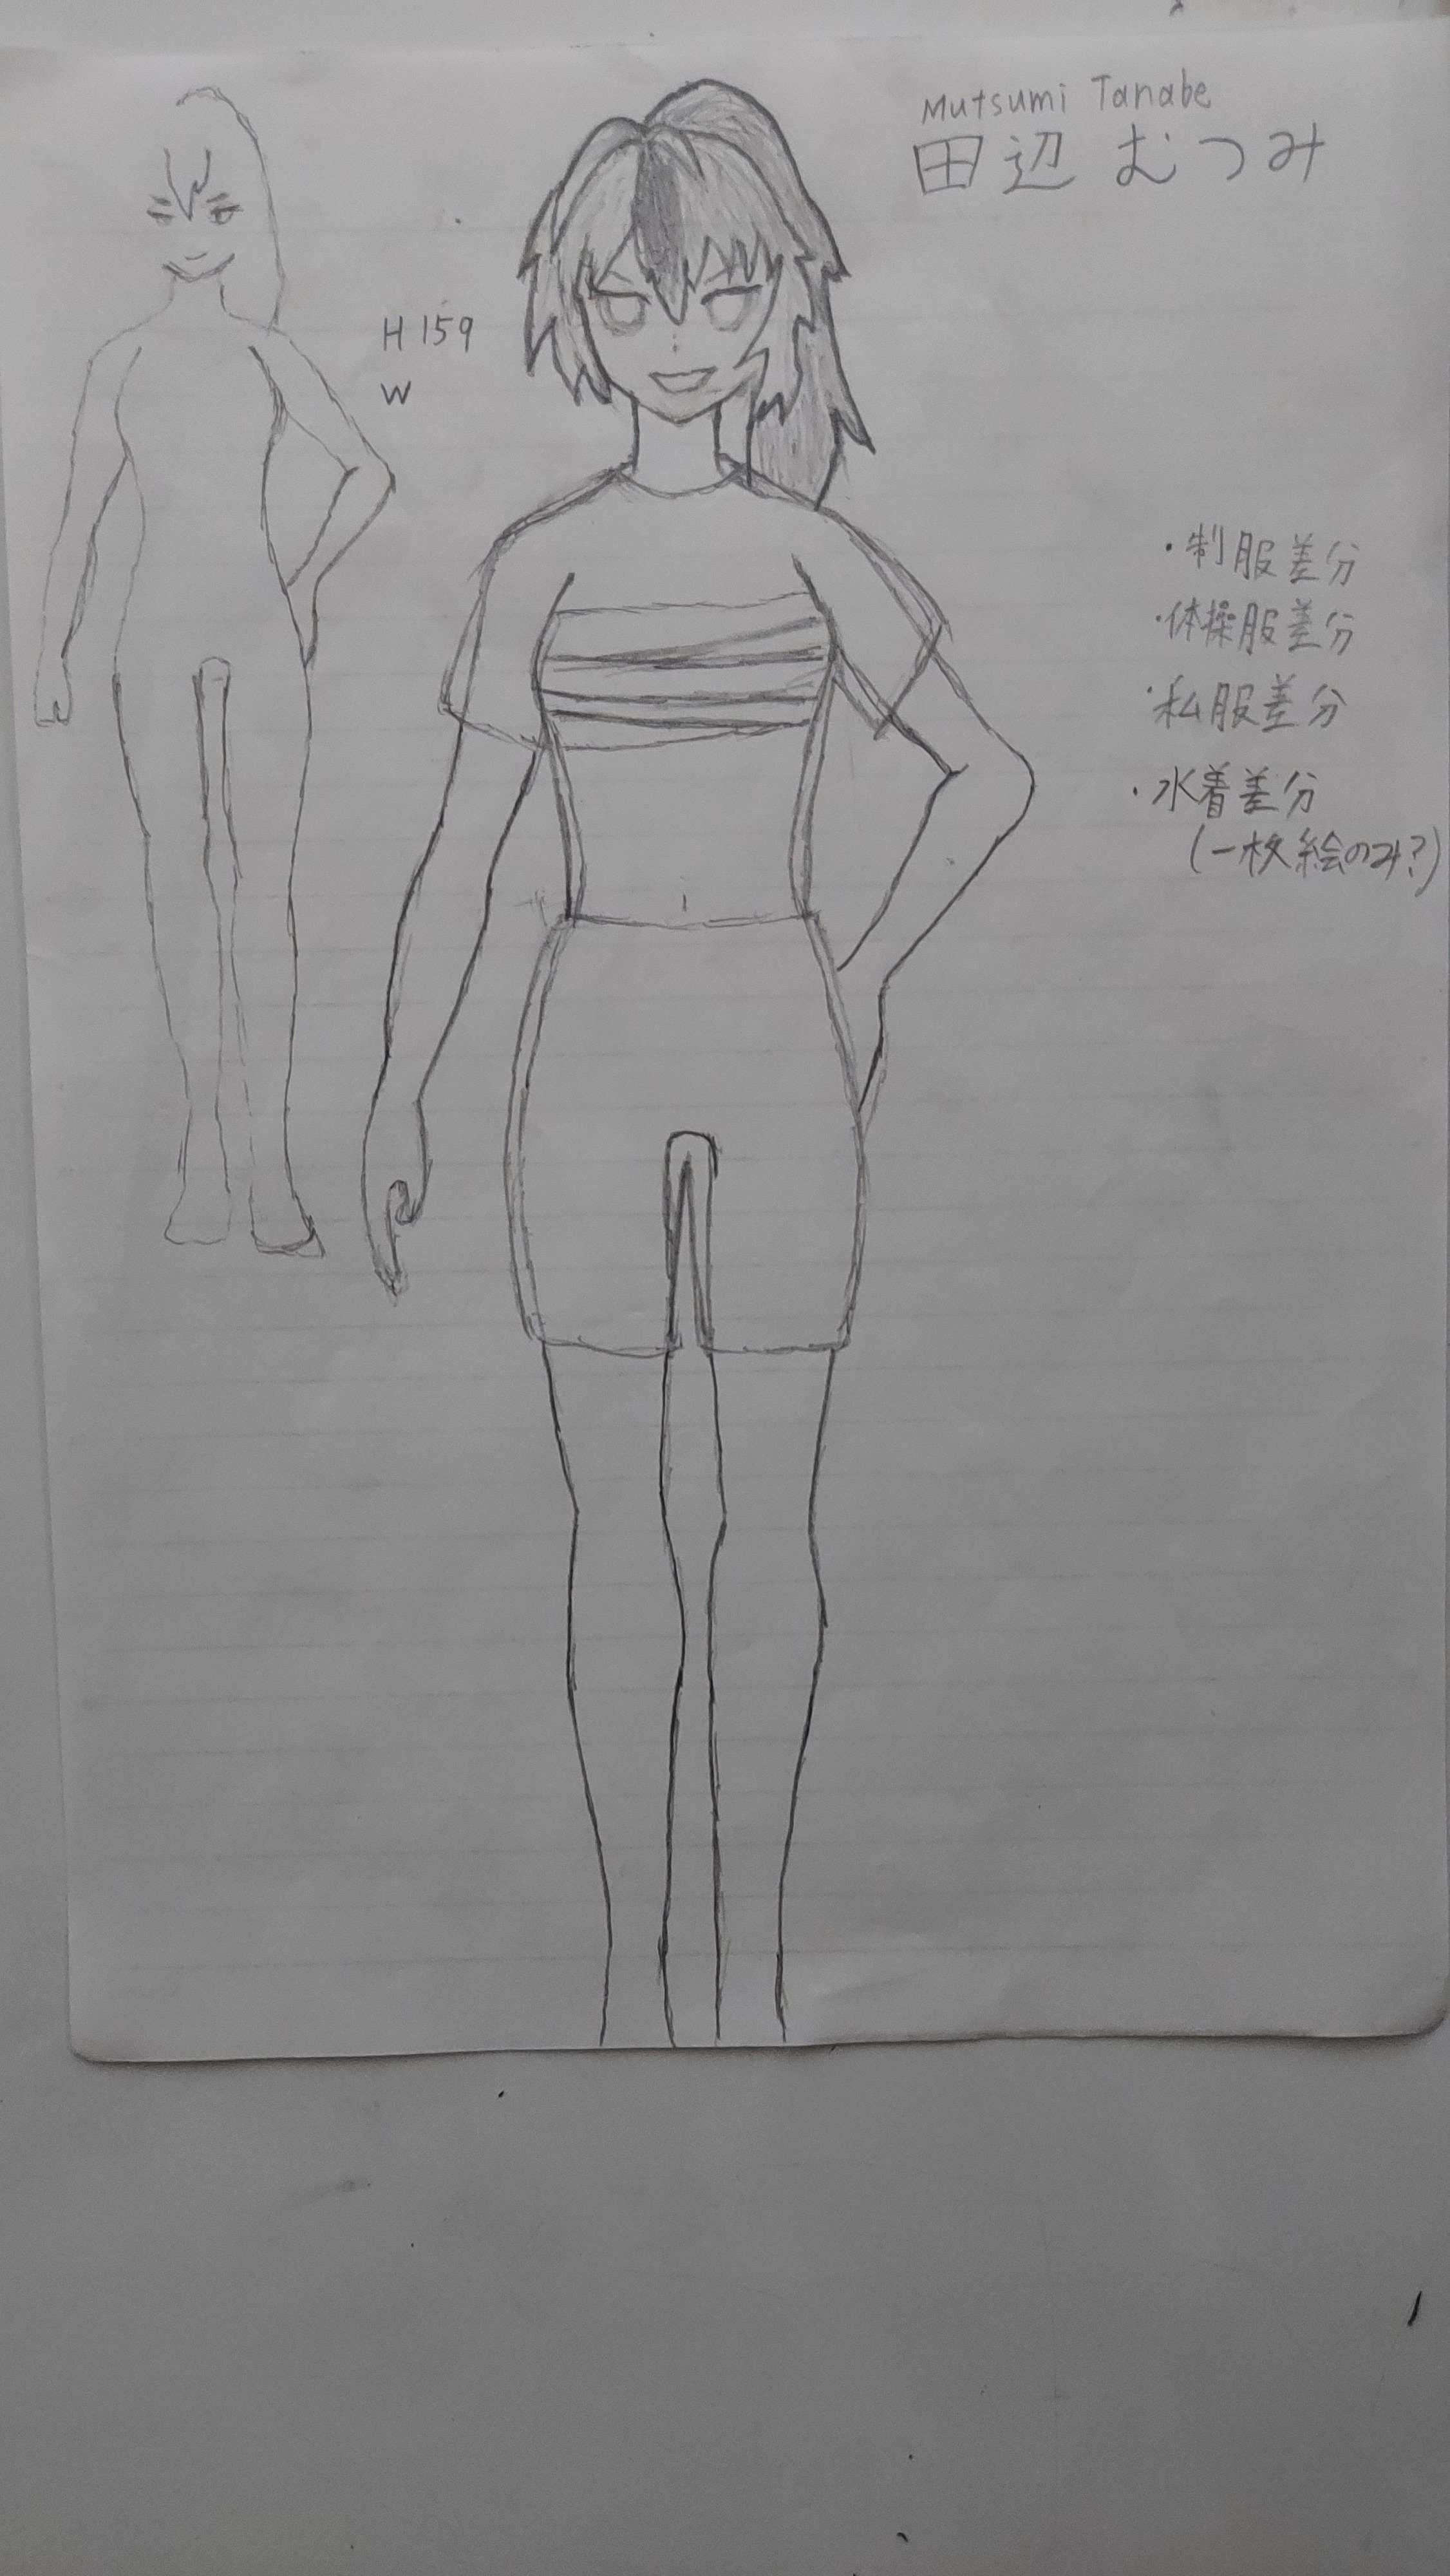 Mutsumi Tanabe
田辺 むつみ
H 159
W
・制服差分
・体操服差分
・私服差分
・水着差分
(一枚絵のみ?)